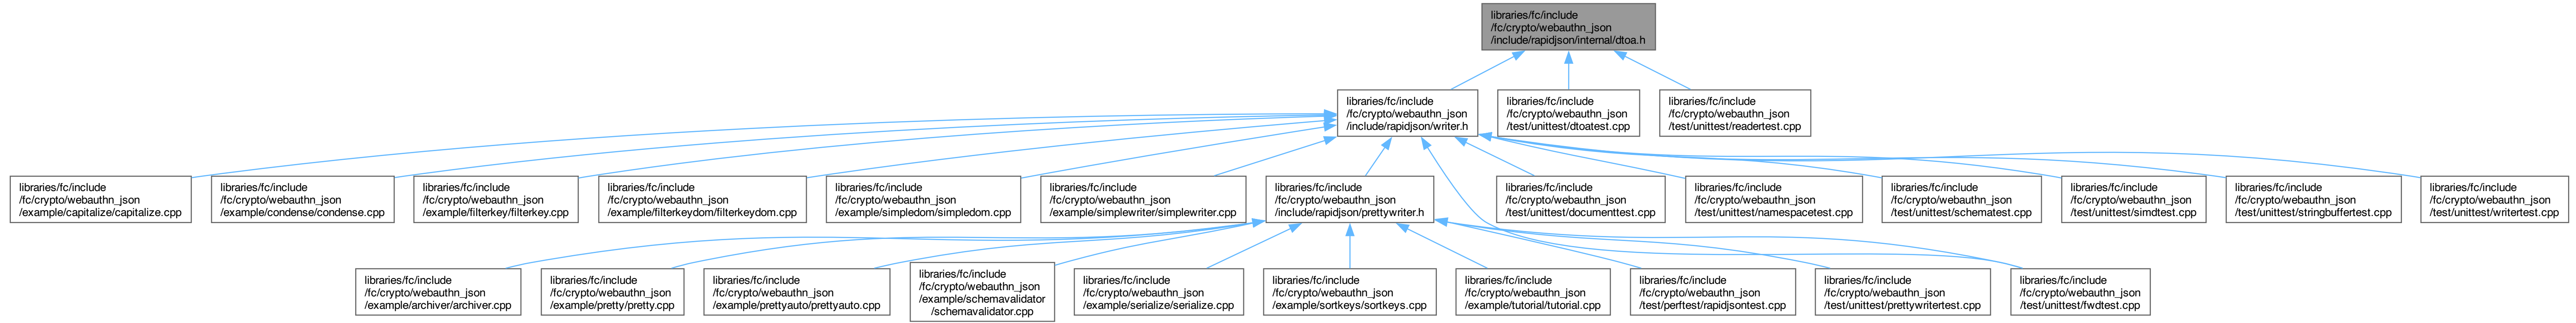 libraries/fc/include
/fc/crypto/webauthn_json
/include/rapidjson/internal/dtoa.h
libraries/fc/include
/fc/crypto/webauthn_json
/include/rapidjson/writer.h
libraries/fc/include
/fc/crypto/webauthn_json
/test/unittest/dtoatest.cpp
libraries/fc/include
/fc/crypto/webauthn_json
/test/unittest/readertest.cpp
libraries/fc/include
/fc/crypto/webauthn_json
/example/capitalize/capitalize.cpp
libraries/fc/include
/fc/crypto/webauthn_json
/example/condense/condense.cpp
libraries/fc/include
/fc/crypto/webauthn_json
/example/filterkey/filterkey.cpp
libraries/fc/include
/fc/crypto/webauthn_json
/example/filterkeydom/filterkeydom.cpp
libraries/fc/include
/fc/crypto/webauthn_json
/example/simpledom/simpledom.cpp
libraries/fc/include
/fc/crypto/webauthn_json
/example/simplewriter/simplewriter.cpp
libraries/fc/include
/fc/crypto/webauthn_json
/include/rapidjson/prettywriter.h
libraries/fc/include
/fc/crypto/webauthn_json
/test/unittest/documenttest.cpp
libraries/fc/include
/fc/crypto/webauthn_json
/test/unittest/namespacetest.cpp
libraries/fc/include
/fc/crypto/webauthn_json
/test/unittest/schematest.cpp
libraries/fc/include
/fc/crypto/webauthn_json
/test/unittest/simdtest.cpp
libraries/fc/include
/fc/crypto/webauthn_json
/test/unittest/stringbuffertest.cpp
libraries/fc/include
/fc/crypto/webauthn_json
/test/unittest/writertest.cpp
libraries/fc/include
/fc/crypto/webauthn_json
/example/archiver/archiver.cpp
libraries/fc/include
/fc/crypto/webauthn_json
/example/pretty/pretty.cpp
libraries/fc/include
/fc/crypto/webauthn_json
/example/prettyauto/prettyauto.cpp
libraries/fc/include
/fc/crypto/webauthn_json
/example/schemavalidator
/schemavalidator.cpp
libraries/fc/include
/fc/crypto/webauthn_json
/example/serialize/serialize.cpp
libraries/fc/include
/fc/crypto/webauthn_json
/example/sortkeys/sortkeys.cpp
libraries/fc/include
/fc/crypto/webauthn_json
/example/tutorial/tutorial.cpp
libraries/fc/include
/fc/crypto/webauthn_json
/test/perftest/rapidjsontest.cpp
libraries/fc/include
/fc/crypto/webauthn_json
/test/unittest/prettywritertest.cpp
libraries/fc/include
/fc/crypto/webauthn_json
/test/unittest/fwdtest.cpp